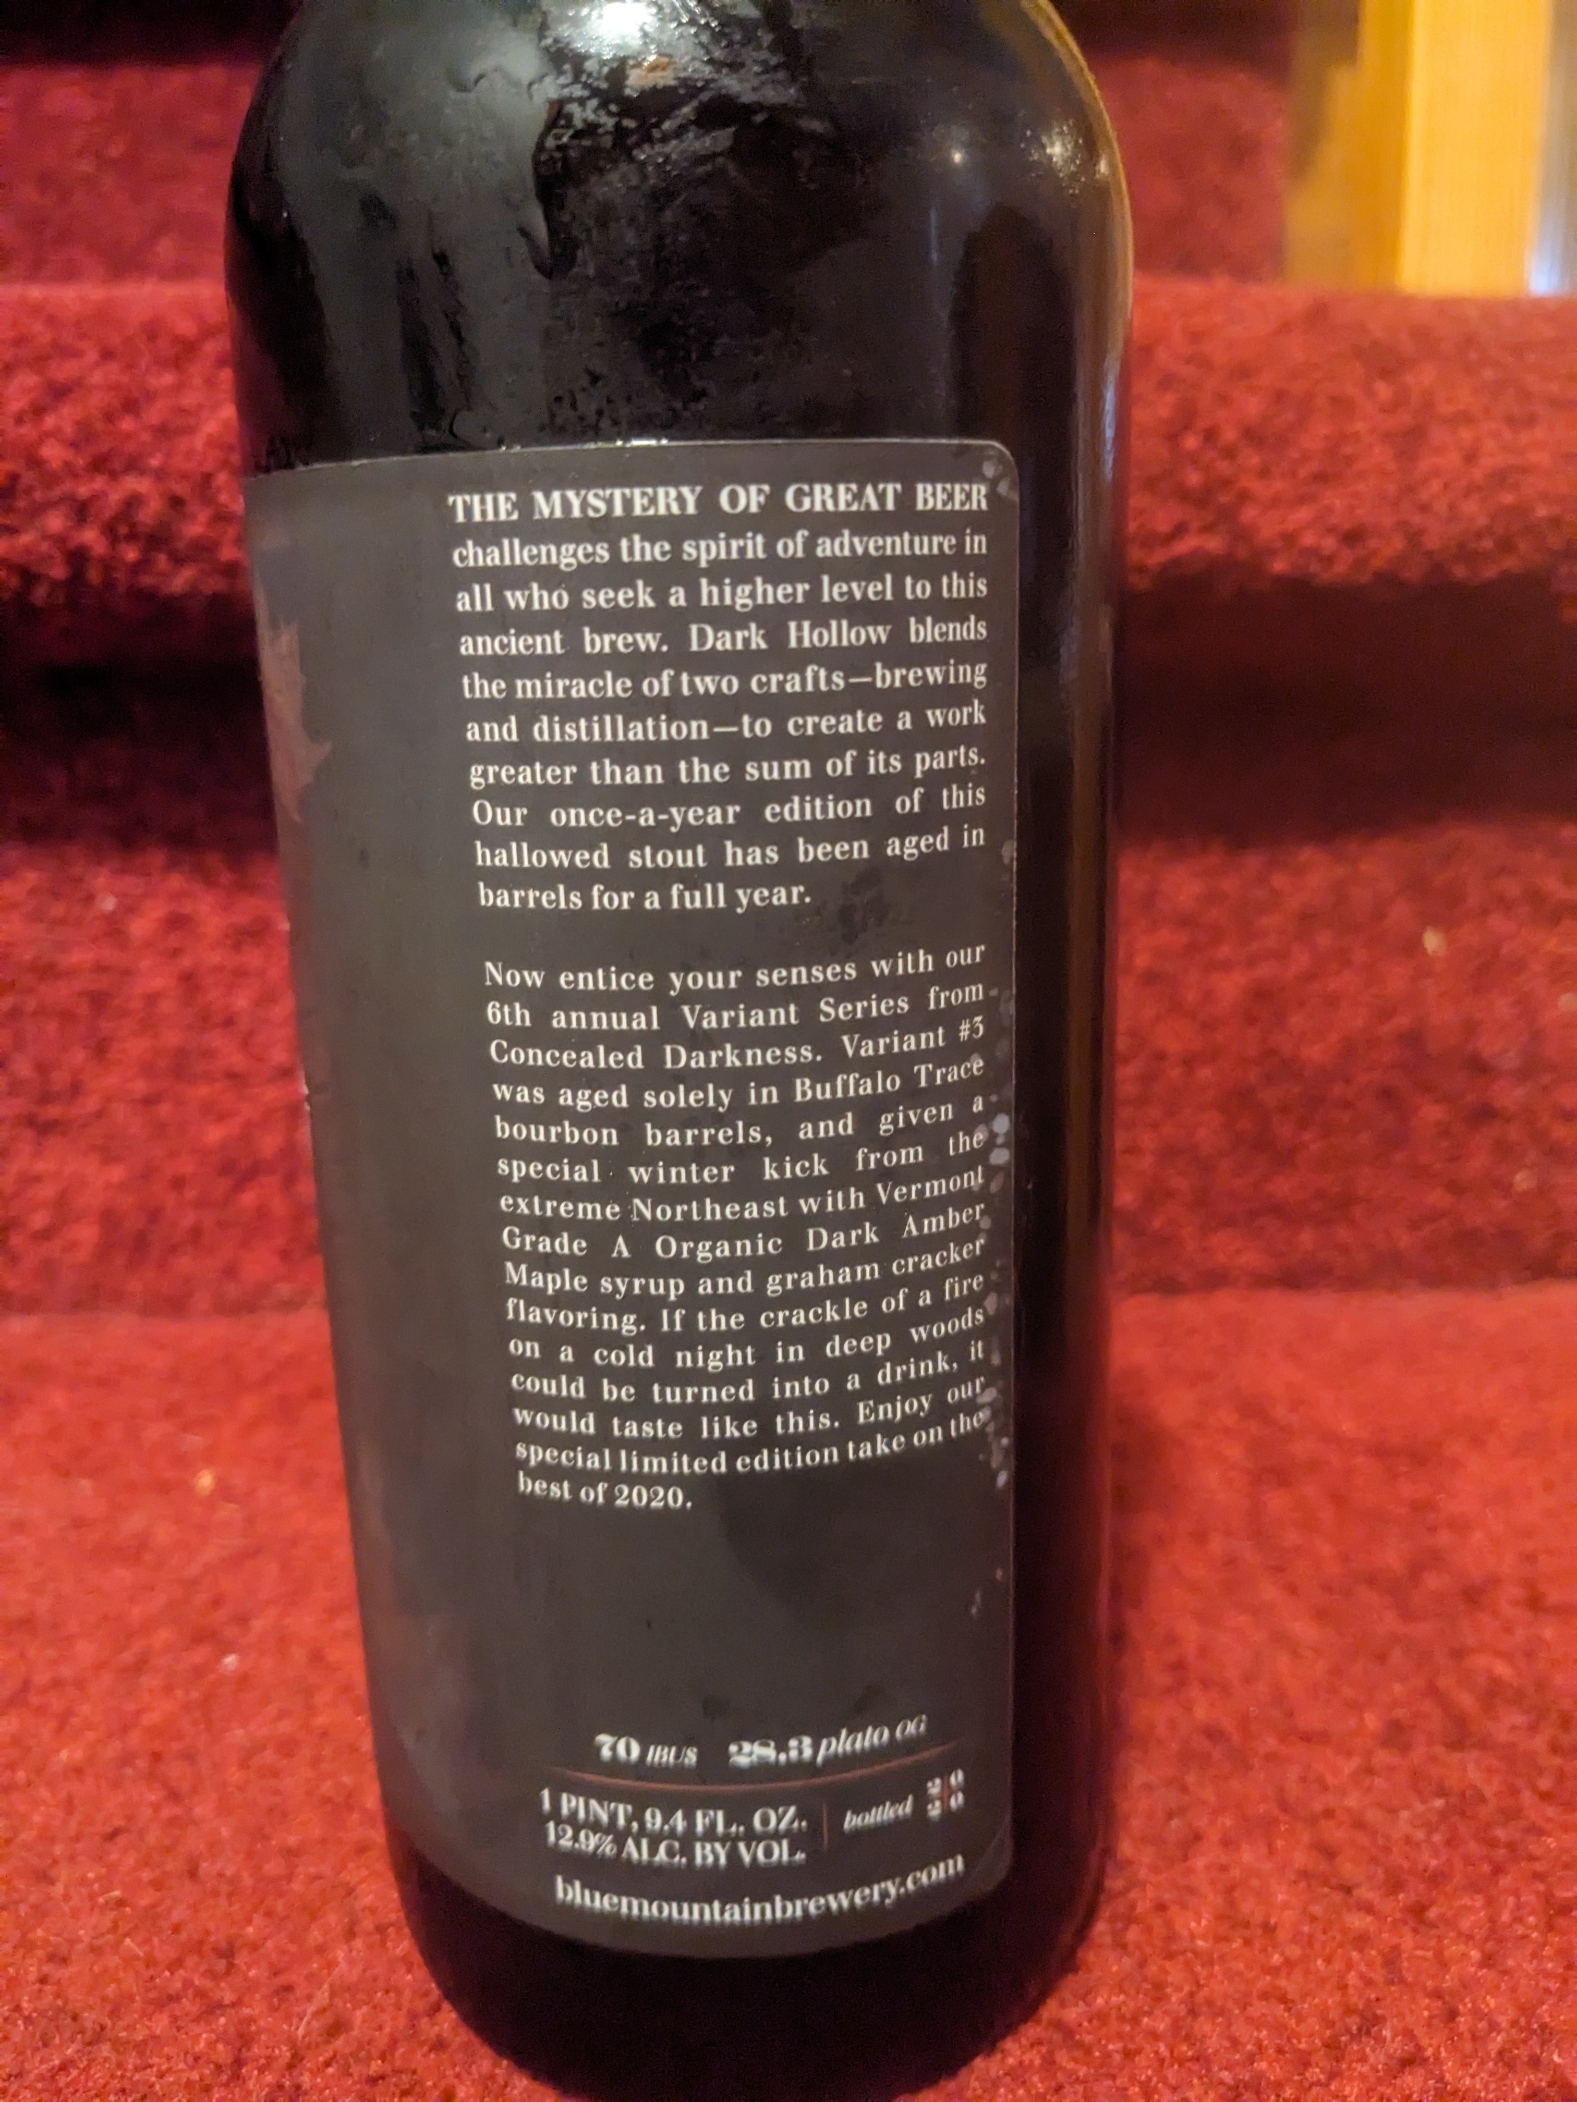 THE MYSTERY OF GREAT BEER
challenges the spirit of adventure in
all who seek a higher level to this
ancient brew. Dark Hollow blends
the miracle of two crafts—brewing
and distillation—to create a work
greater than the sum of its parts.
Our once-a-year edition of this
hallowed stout has been aged in
barrels for a full year.
Now entice your senses with our
6th annual Variant Series from
Concealed Darkness. Variant #3
was aged solely in Buffalo Trace
bourbon barrels, and given a
special winter kick from the
extreme Northeast with Vermont
Grade A Organic Dark Amber
Maple syrup and graham cracker
flavoring. If the crackle of a fire
on a cold night in deep woods
could be turned into a drink, it
would taste like this. Enjoy our
special limited edition take on the
best of 2020.
70 IBUS 28.3 plato OG
1 PINT, 9.4 FL. OZ.
12.9% ALC. BY VOL.
bottled 20 20
bluemountainbrewery.com